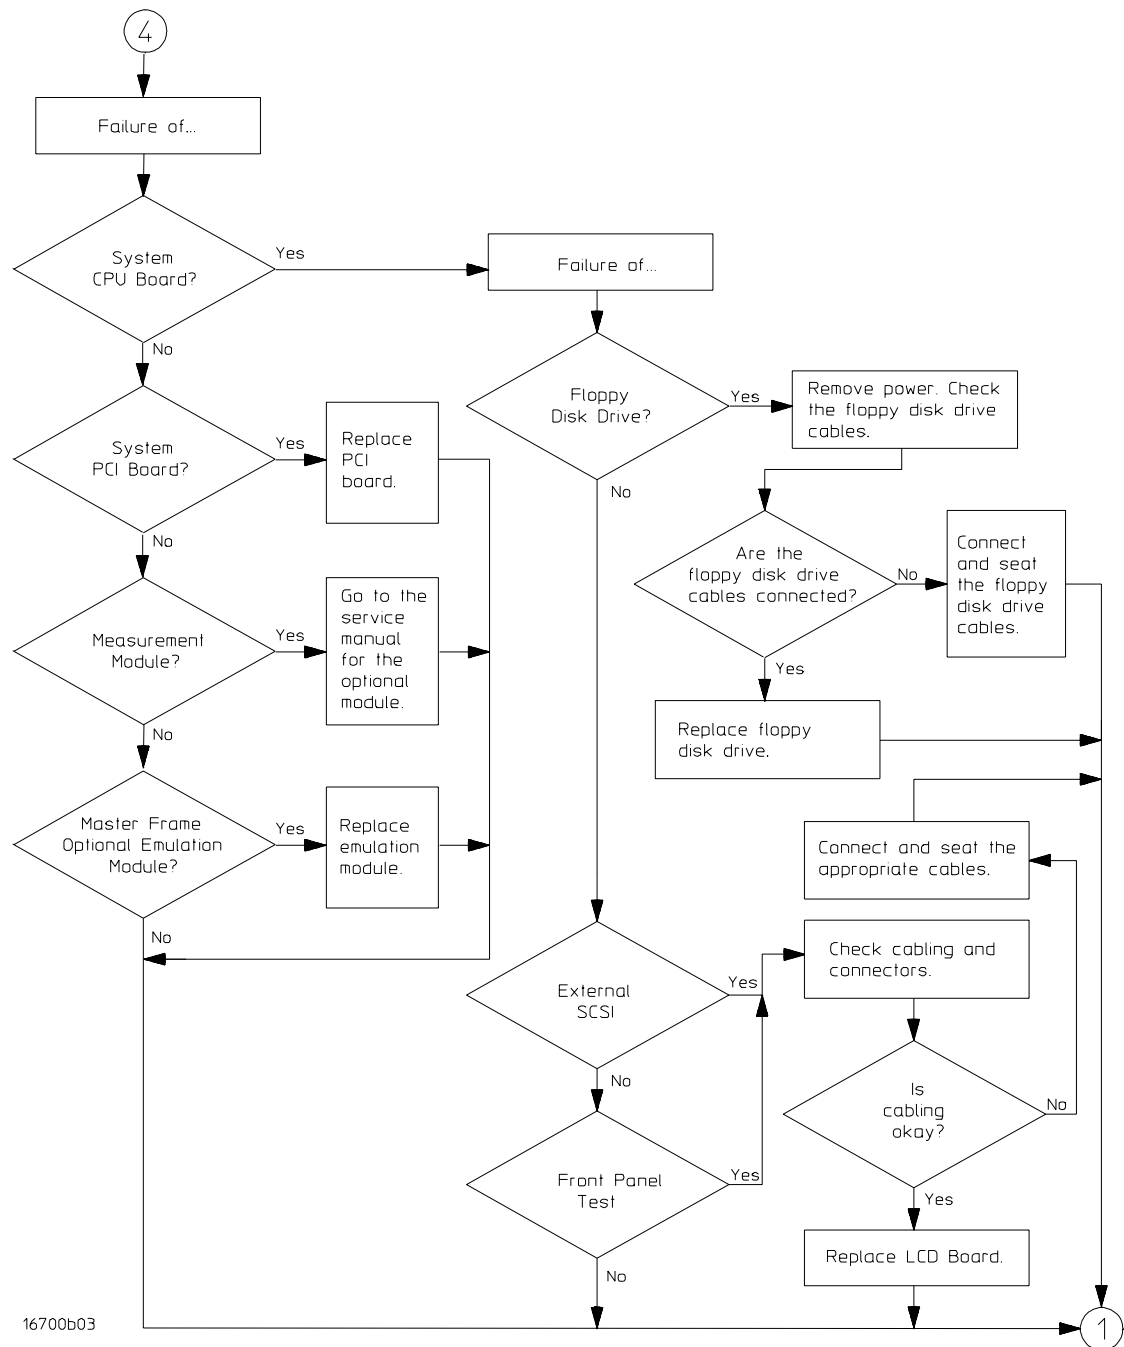 4
Failure of...
System
CPU Board?
Yes
No
Failure of...
System
PCI Board?
Yes
Replace
PCI
board.
No
Measurement
Module?
Yes
Go to the
service
manual
for the
optional
module.
No
Master Frame
Optional Emulation
Module?
Yes
Replace
emulation
module.
No
Floppy
Disk Drive?
Yes
Remove power. Check
the floppy disk drive
cables.
No
Are the
floppy disk drive
cables connected?
No
Connect
and seat
the floppy
disk drive
cables.
Yes
Replace floppy
disk drive.
Connect and seat the
appropriate cables.
External
SCSI
Yes
Check cabling and
connectors.
No
Is
cabling
okay?
No
Front Panel
Test
Yes
Yes
Replace LCD Board.
No
1
16700b03